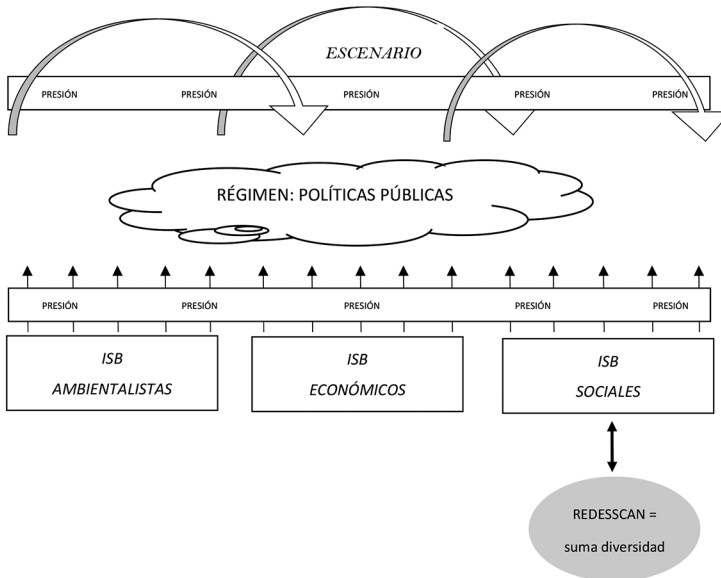 ESCENARIO
PRESIÓN PRESIÓN PRESIÓN PRESIÓN PRESIÓN
RÉGIMEN: POLÍTICAS PÚBLICAS
PRESIÓN PRESIÓN PRESIÓN PRESIÓN PRESIÓN
ISB
AMBIENTALISTAS
ISB
ECONÓMICOS
ISB
SOCIALES
REDESSCAN =
suma diversidad